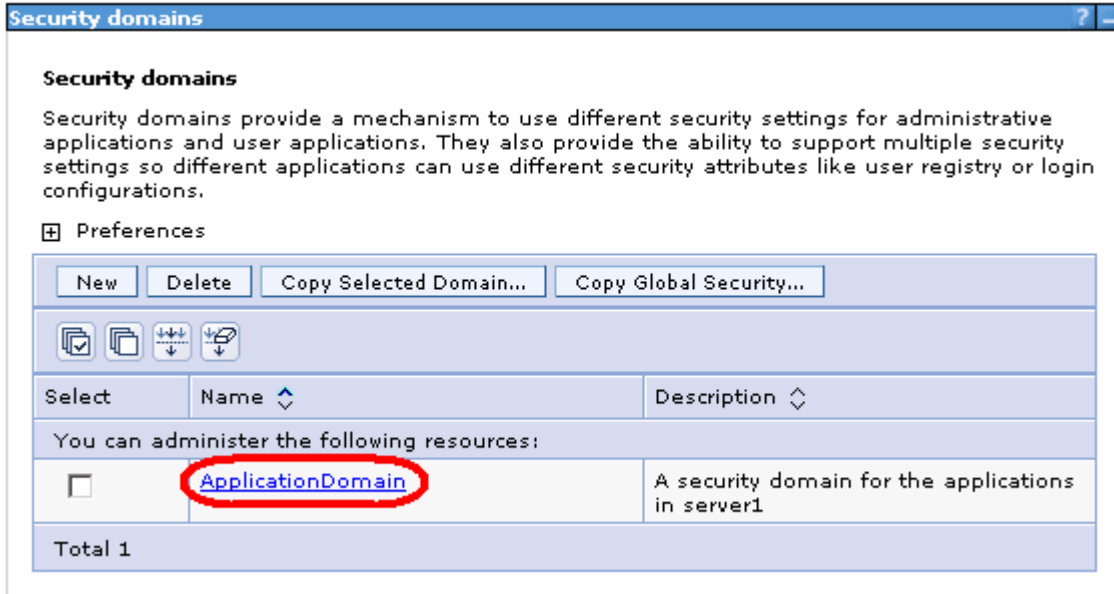 Security domains ?
Security domains
Security domains provide a mechanism to use different security settings for administrative
applications and user applications. They also provide the ability to support multiple security
settings so different applications can use different security attributes like user registry or login
configurations.
Preferences
New Delete Copy Selected Domain... Copy Global Security...
Select Name Description
You can administer the following resources:
ApplicationDomain A security domain for the applications
in server1
Total 1